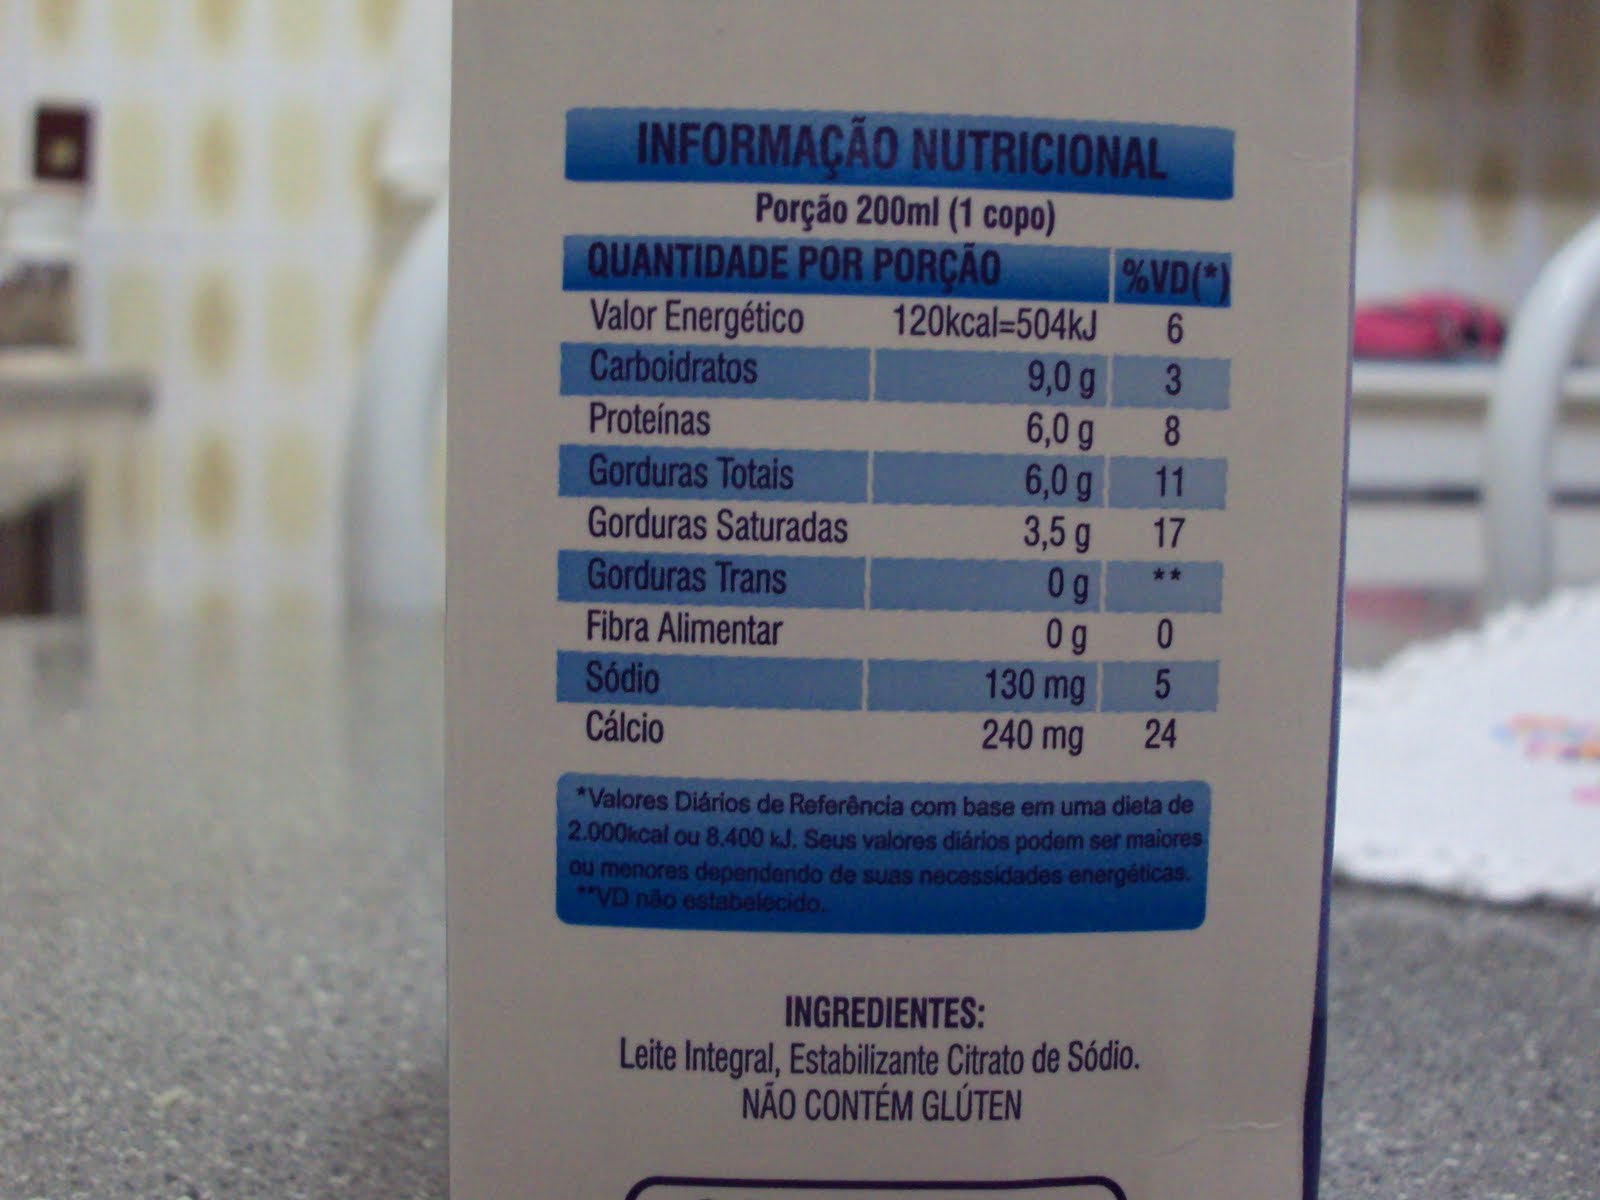 INFORMAÇÃO NUTRICIONAL
Porção 200ml (1 copo)
QUANTIDADE POR PORÇÃO %VD(*)
Valor Energético 120kcal=504kJ 6
Carboidratos 9,0 g 3
Proteínas 6,0 g 8
Gorduras Totais 6,0 g 11
Gorduras Saturadas 3,5 g 17
Gorduras Trans 0 g **
Fibra Alimentar 0 g 0
Sódio 130 mg 5
Cálcio 240 mg 24
*Valores Diários de Referência com base em uma dieta de
2.000kcal ou 8.400 kJ. Seus valores diários podem ser maiores
ou menores dependendo de suas necessidades energéticas.
**VD não estabelecido.
INGREDIENTES:
Leite Integral, Estabilizante Citrato de Sódio.
NÃO CONTÉM GLÚTEN